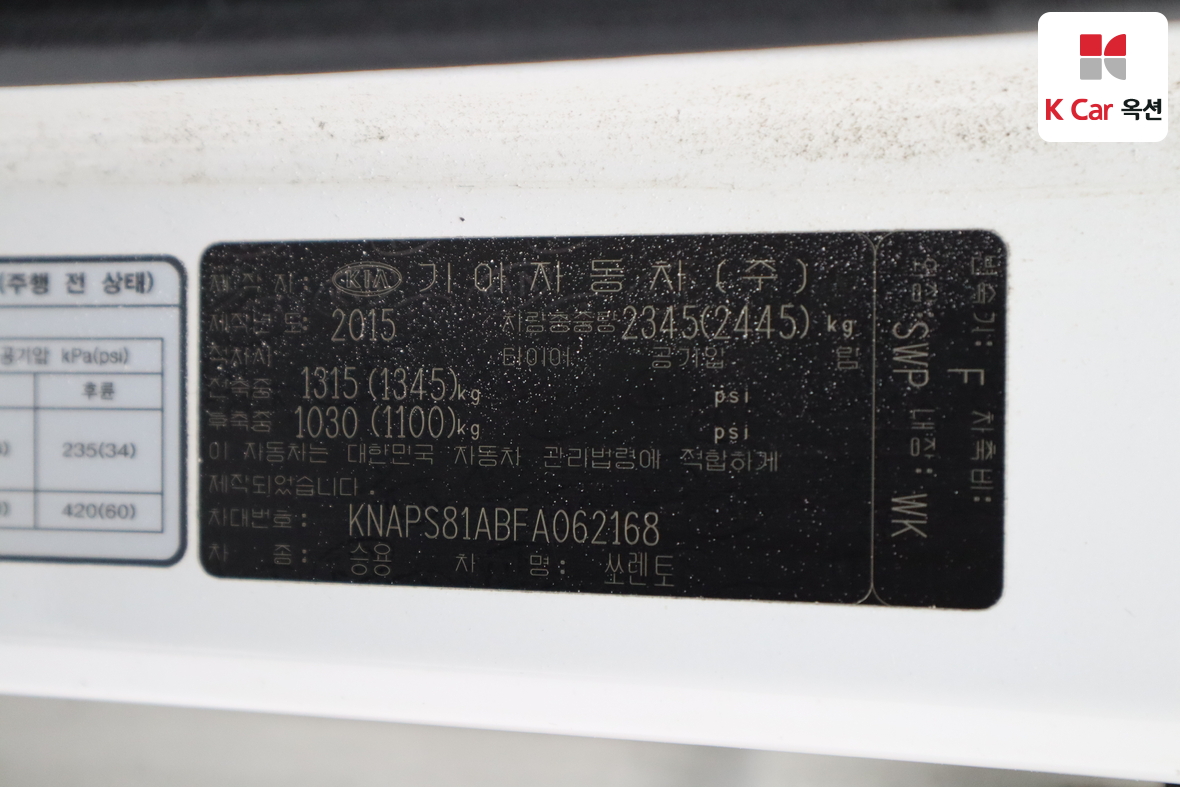 K Car 옥션
(주행 전 상태)
공기압 kPa(psi)
후륜
235(34)
420(60)
제 작 자: KIA 기아자동차(주)
제작년도: 2015 차량총중량 2345(2445) kg
적차시 타이어 공기압 림
전축중 1315 (1345)kg psi
후축중 1030 (1100)kg psi
이 자동차는 대한민국 자동차 관리법령에 적합하게
제작되었습니다.
차대번호: KNAPS81ABFA062168
차 종: 승용 차 명: 쏘렌토
변속기: F 차축비:
외장: SWP 내장: WK